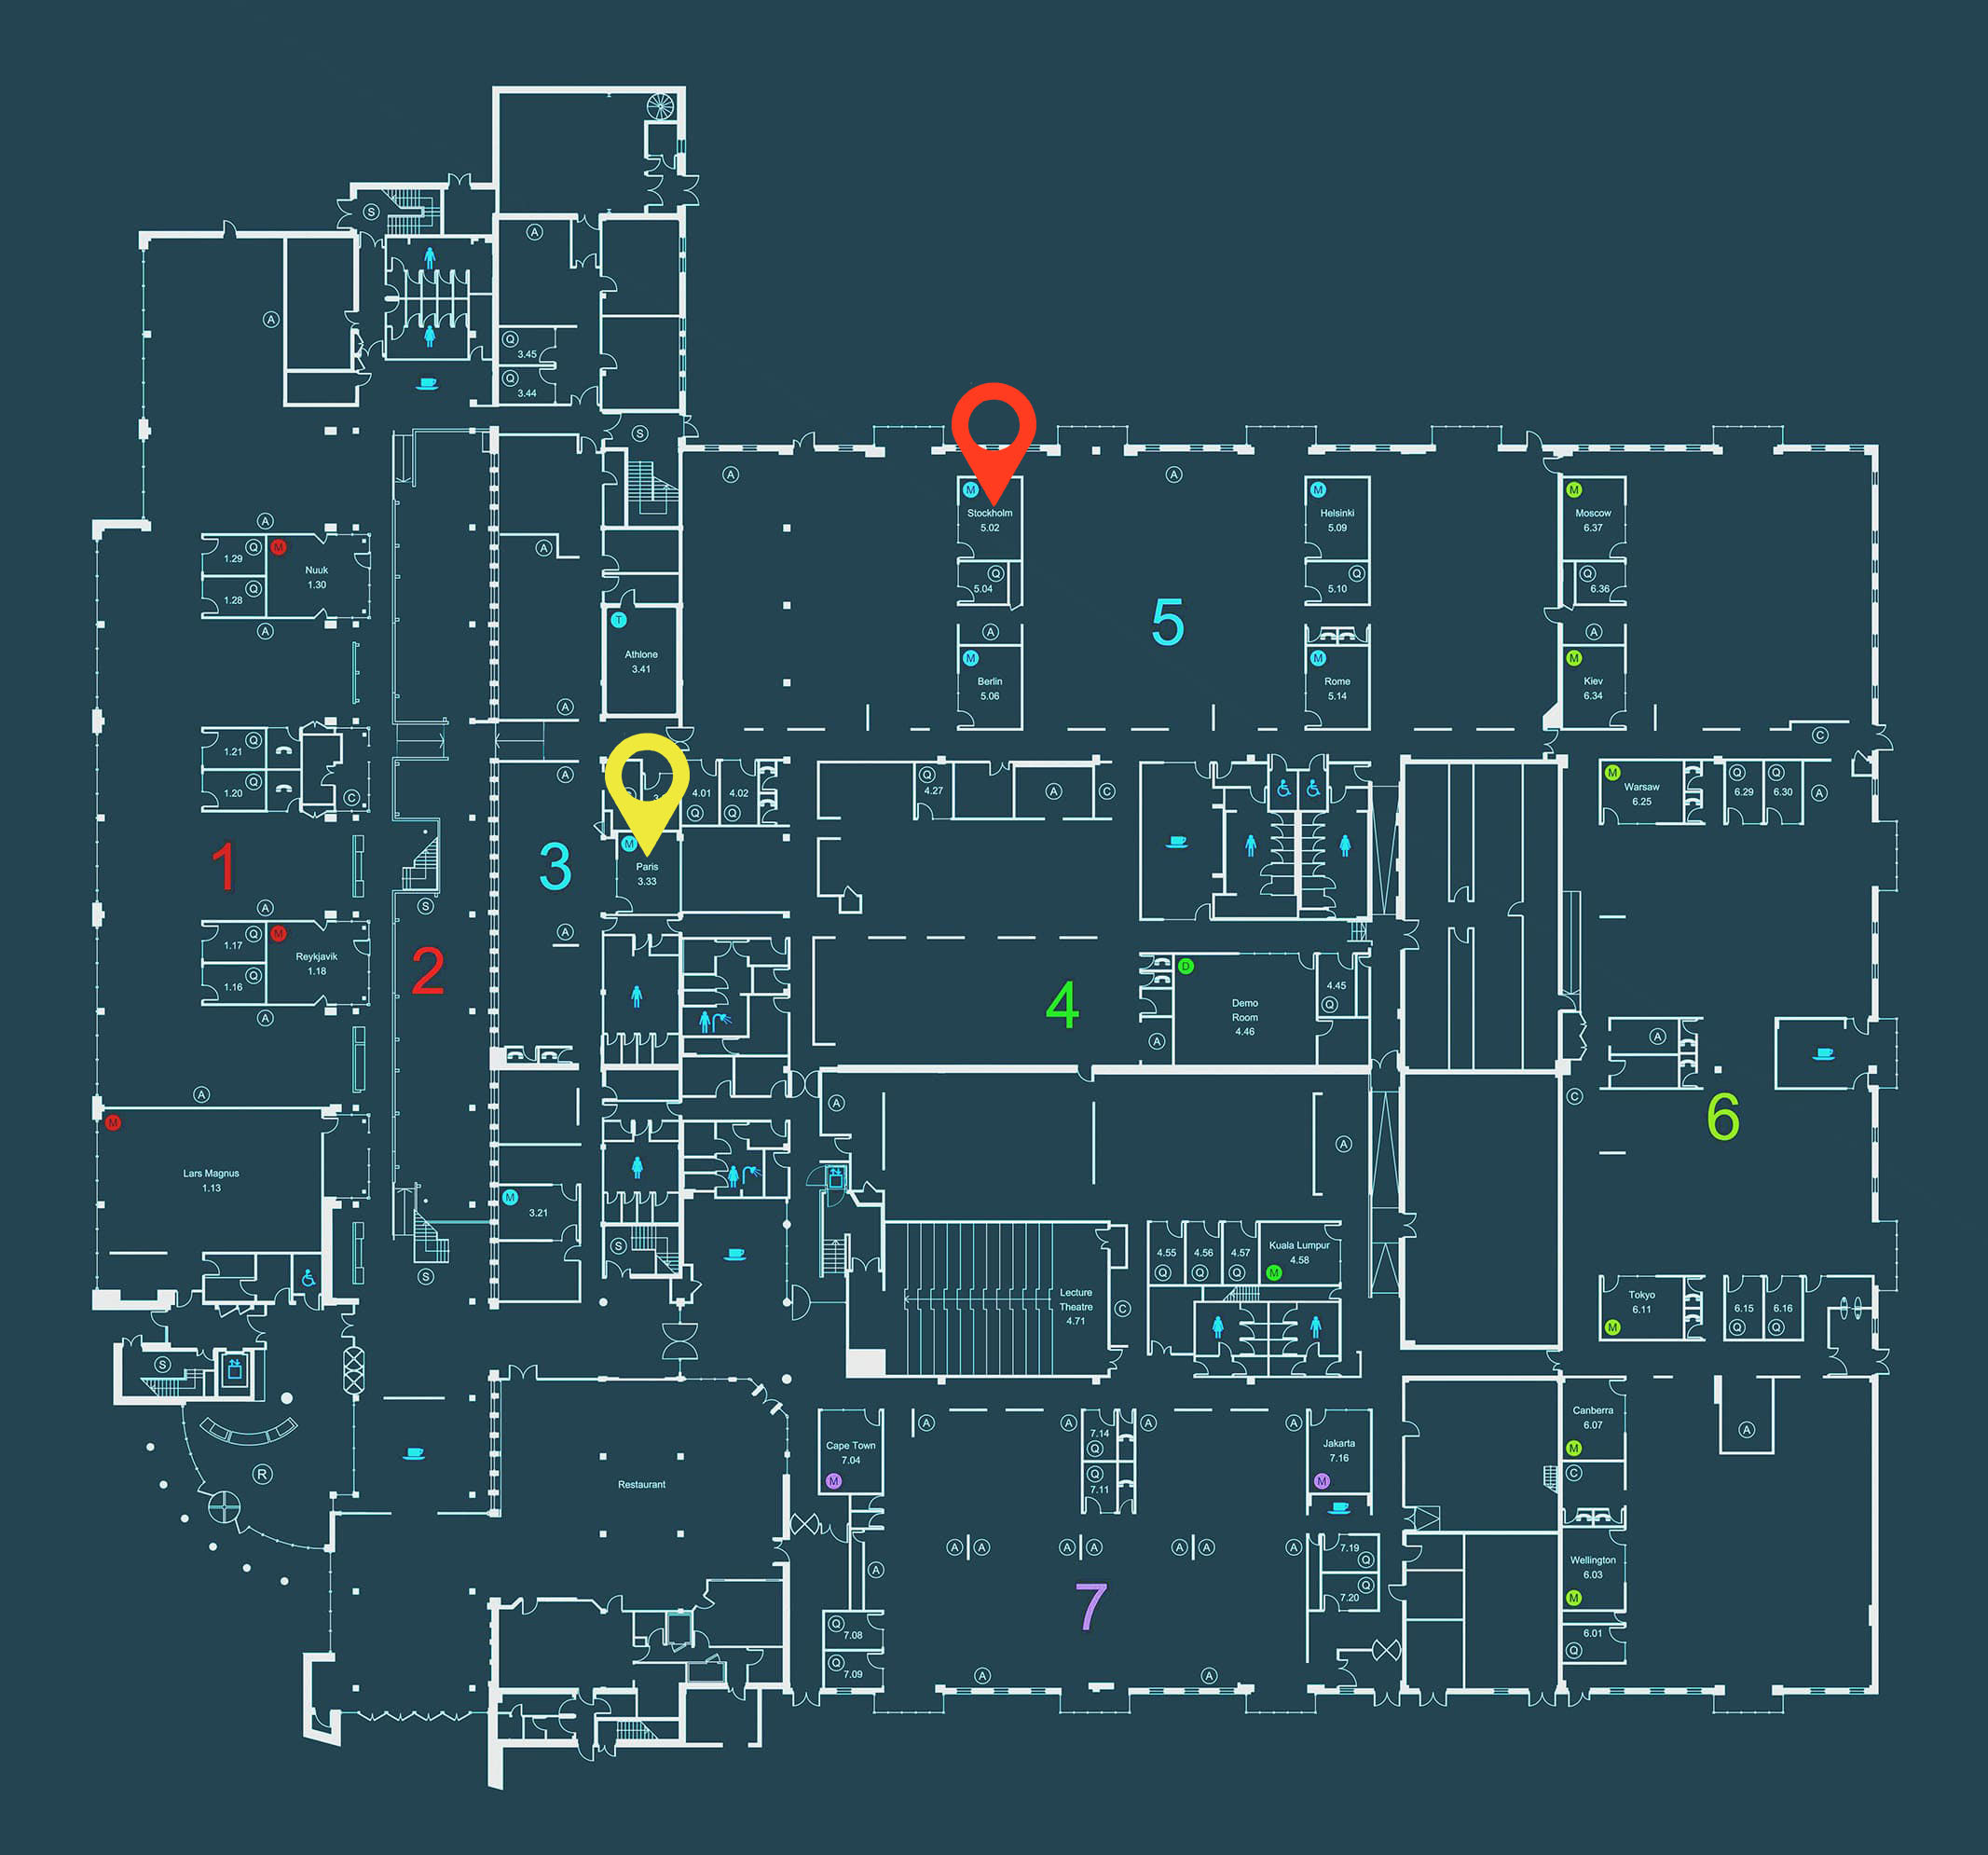 S
A
A
Q
3.45
Q
3.44
S
A
A
M
Stockholm
5.02
Q
5.04
A
M
Berlin
5.06
M
Helsinki
5.09
Q
5.10
M
Rome
5.14
M
Moscow
6.37
Q
6.36
A
M
Kiev
6.34
5
A
1.29
Q
1.28
Q
M
Nuuk
1.30
A
A
T
Athlone
3.41
A
1.21
Q
1.20
Q
C
A
4.01
Q
4.02
Q
Q
4.27
A
C
C
M
Warsaw
6.25
Q
6.29
Q
6.30
A
1
3
M
Paris
3.33
S
A
A
1.17
Q
1.16
Q
M
Reykjavik
1.18
A
2
4
D
Demo
Room
4.46
4.45
Q
A
A
C
6
A
M
Lars Magnus
1.13
A
A
M
3.21
S
S
4.55
Q
4.56
Q
4.57
Q
Kuala Lumpur
4.58
M
Lecture
Theatre
4.71
C
Tokyo
6.11
M
6.15
Q
6.16
Q
S
R
Restaurant
Cape Town
7.04
M
A
A
7.14
Q
Q
7.11
A
A
Jakarta
7.16
M
Canberra
6.07
M
C
A
A
A
A
A
A
A
A
A
7.19
Q
Q
7.20
Wellington
6.03
M
6.01
Q
7
Q
7.08
Q
7.09
A
A